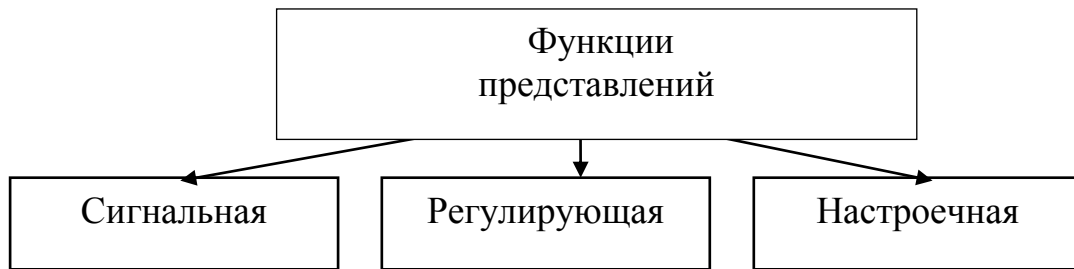 Функции
представлений
Сигнальная
Регулирующая
Настроечная